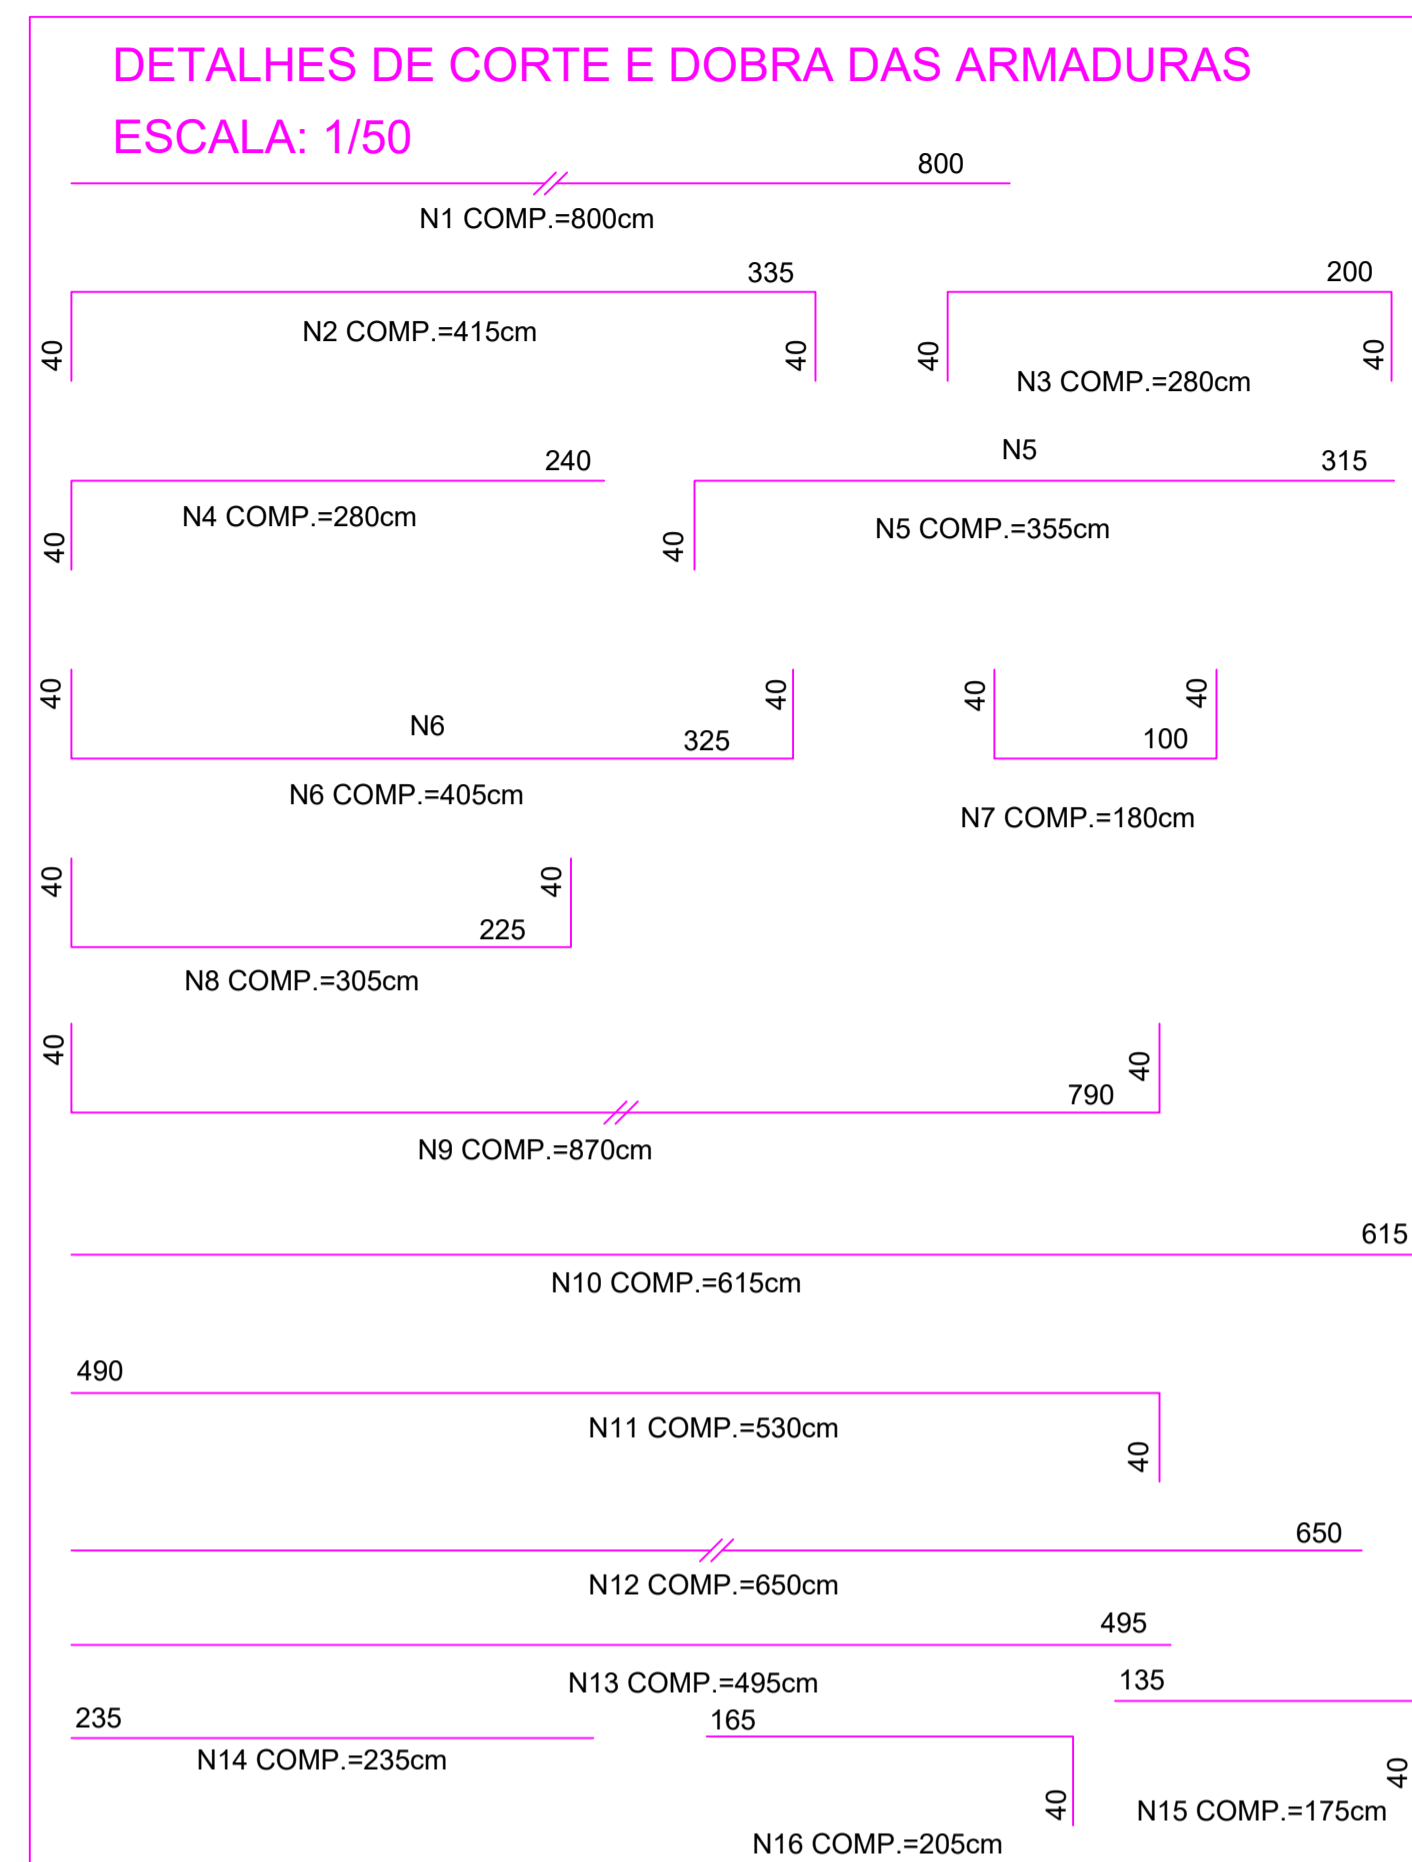 DETALHES DE CORTE E DOBRA DAS ARMADURAS
ESCALA: 1/50
800
N1 COMP.=800cm
335
40
N2 COMP.=415cm
40
200
40
N3 COMP.=280cm
40
240
40
N4 COMP.=280cm
N5
315
40
N5 COMP.=355cm
40
N6
325
40
N6 COMP.=405cm
40
100
40
N7 COMP.=180cm
40
225
40
N8 COMP.=305cm
40
790
40
N9 COMP.=870cm
615
N10 COMP.=615cm
490
N11 COMP.=530cm
40
650
N12 COMP.=650cm
495
N13 COMP.=495cm
235
N14 COMP.=235cm
165
40
N16 COMP.=205cm
135
40
N15 COMP.=175cm